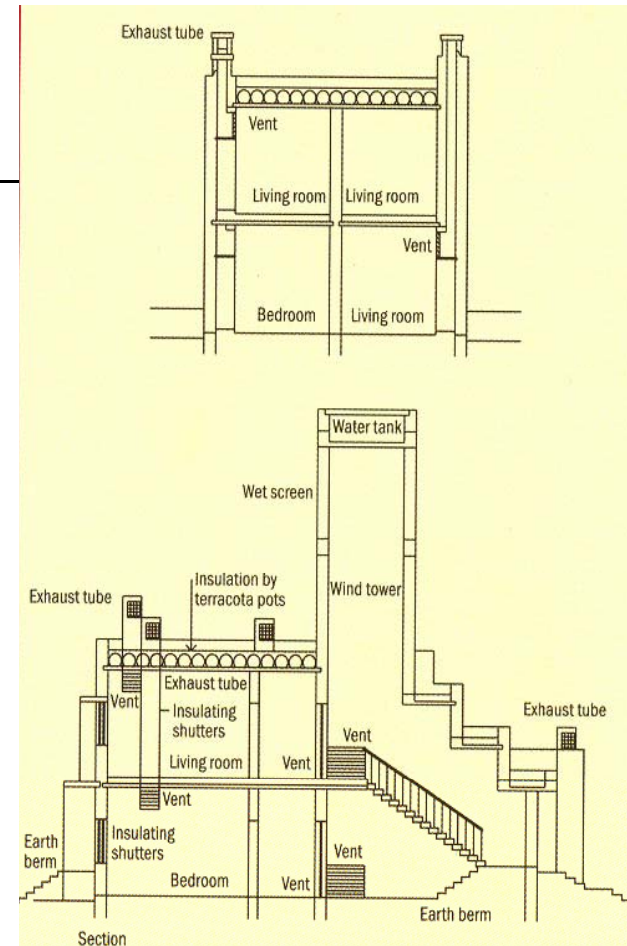 Exhaust tube
Vent
Living room Living room
Vent
Bedroom Living room
Water tank
Wet screen
Insulation by
terracota pots
Wind tower
Exhaust tube
Exhaust tube
Vent
Insulating
shutters
Exhaust tube
Living room
Vent
Vent
Vent
Insulating
shutters
Earth
berm
Vent
Bedroom
Vent
Earth berm
Section